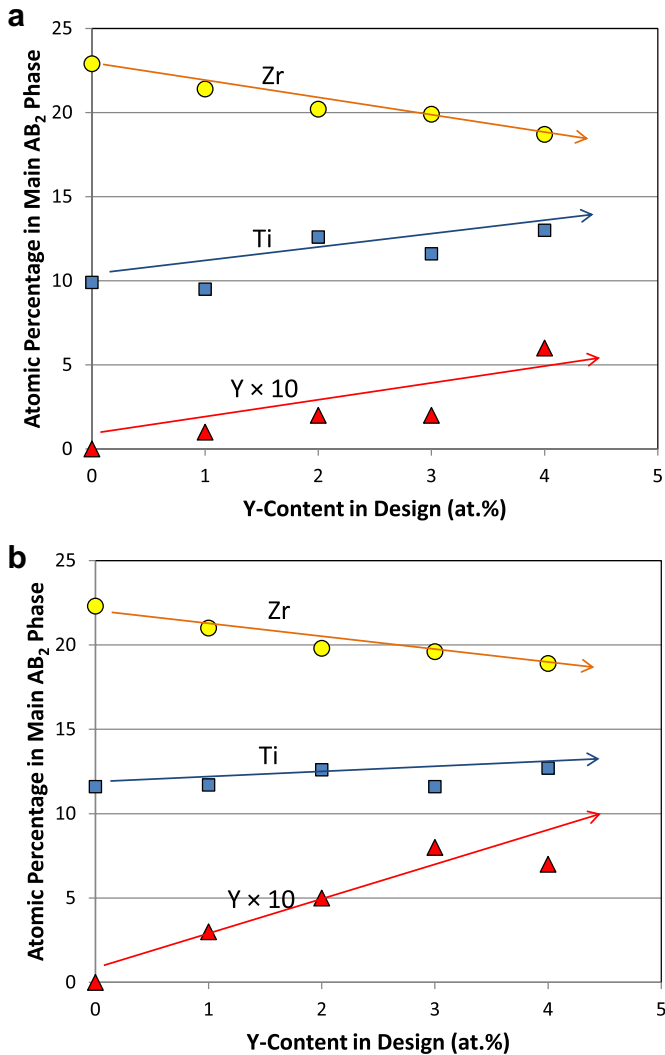 a
25
20
15
10
5
0
Zr
Ti
Y × 10
Atomic Percentage in Main AB₂ Phase
0 1 2 3 4 5
Y-Content in Design (at.%)
b
25
20
15
10
5
0
Zr
Ti
Y × 10
Atomic Percentage in Main AB₂ Phase
0 1 2 3 4 5
Y-Content in Design (at.%)